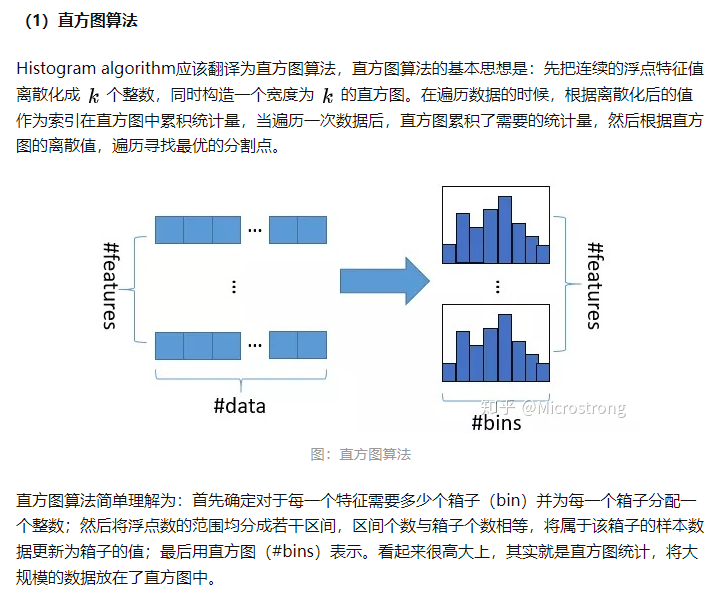 （1）直方图算法
Histogram algorithm应该翻译为直方图算法，直方图算法的基本思想是：先把连续的浮点特征值
离散化成 k 个整数，同时构造一个宽度为 k 的直方图。在遍历数据的时候，根据离散化后的值
作为索引在直方图中累积统计量，当遍历一次数据后，直方图累积了需要的统计量，然后根据直方
图的离散值，遍历寻找最优的分割点。
#features
...
...
...
#data
#features
...
#bins
知乎 @Microstrong
图：直方图算法
直方图算法简单理解为：首先确定对于每一个特征需要多少个箱子（bin）并为每一个箱子分配一
个整数；然后将浮点数的范围均分成若干区间，区间个数与箱子个数相等，将属于该箱子的样本数
据更新为箱子的值；最后用直方图（#bins）表示。看起来很高大上，其实就是直方图统计，将大
规模的数据放在了直方图中。